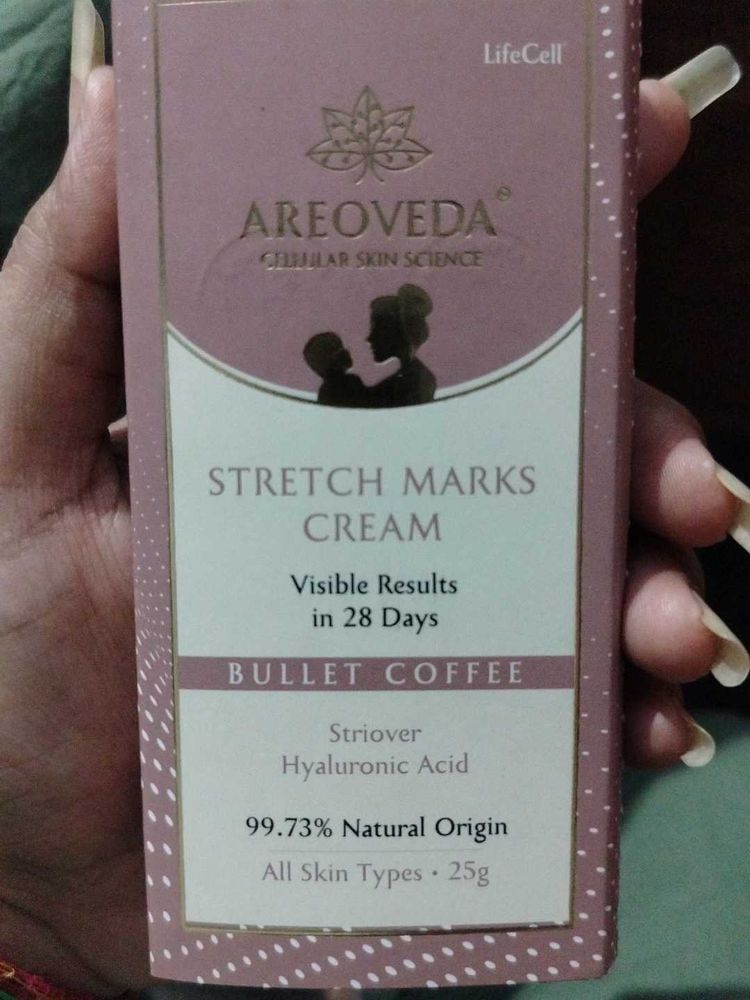 LifeCell
AREOVEDA®
CELLULAR SKIN SCIENCE
STRETCH MARKS
CREAM
Visible Results
in 28 Days
BULLET COFFEE
Striover
Hyaluronic Acid
99.73% Natural Origin
All Skin Types • 25g